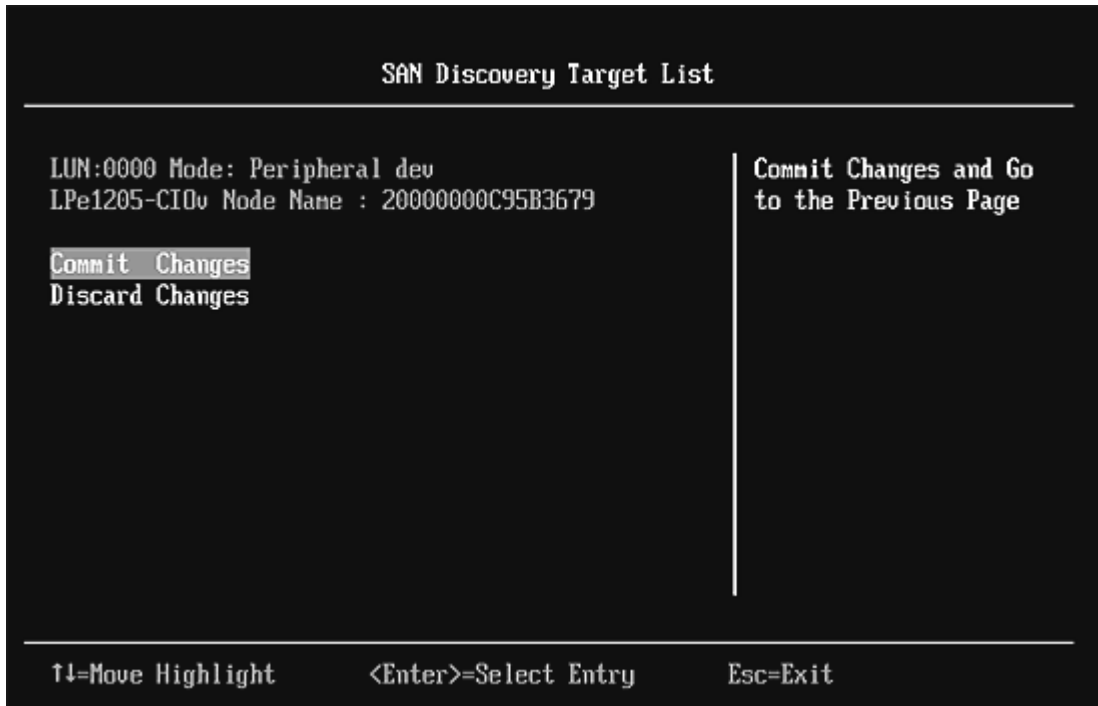 SAN Discovery Target List
LUN:0000 Mode: Peripheral dev
LPe1205-CIOv Node Name : 20000000C95B3679
Commit  Changes
Discard Changes
Commit Changes and Go
to the Previous Page
↑↓=Move Highlight <Enter>=Select Entry Esc=Exit